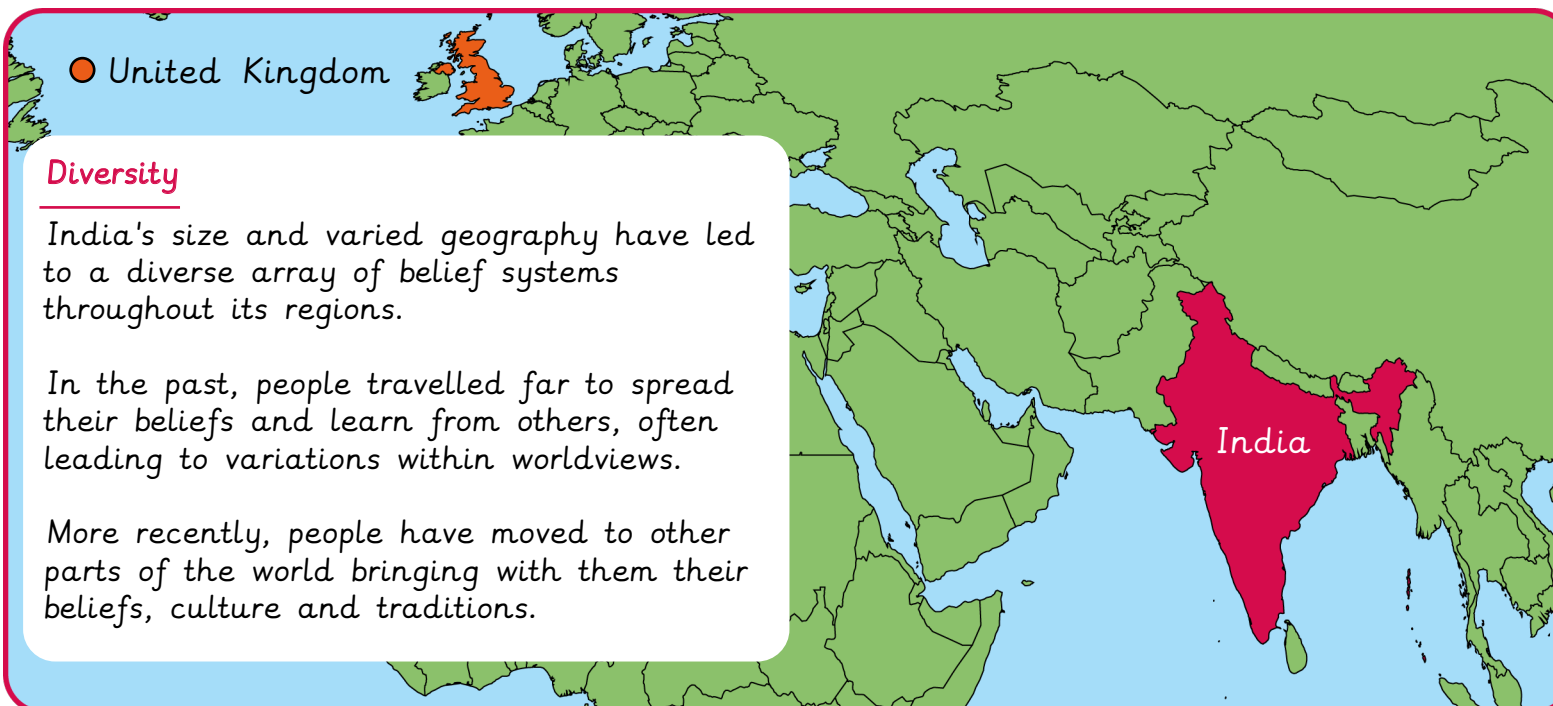 United Kingdom
Diversity
India's size and varied geography have led
to a diverse array of belief systems
throughout its regions.
In the past, people travelled far to spread
their beliefs and learn from others, often
leading to variations within worldviews.
More recently, people have moved to other
parts of the world bringing with them their
beliefs, culture and traditions.
India